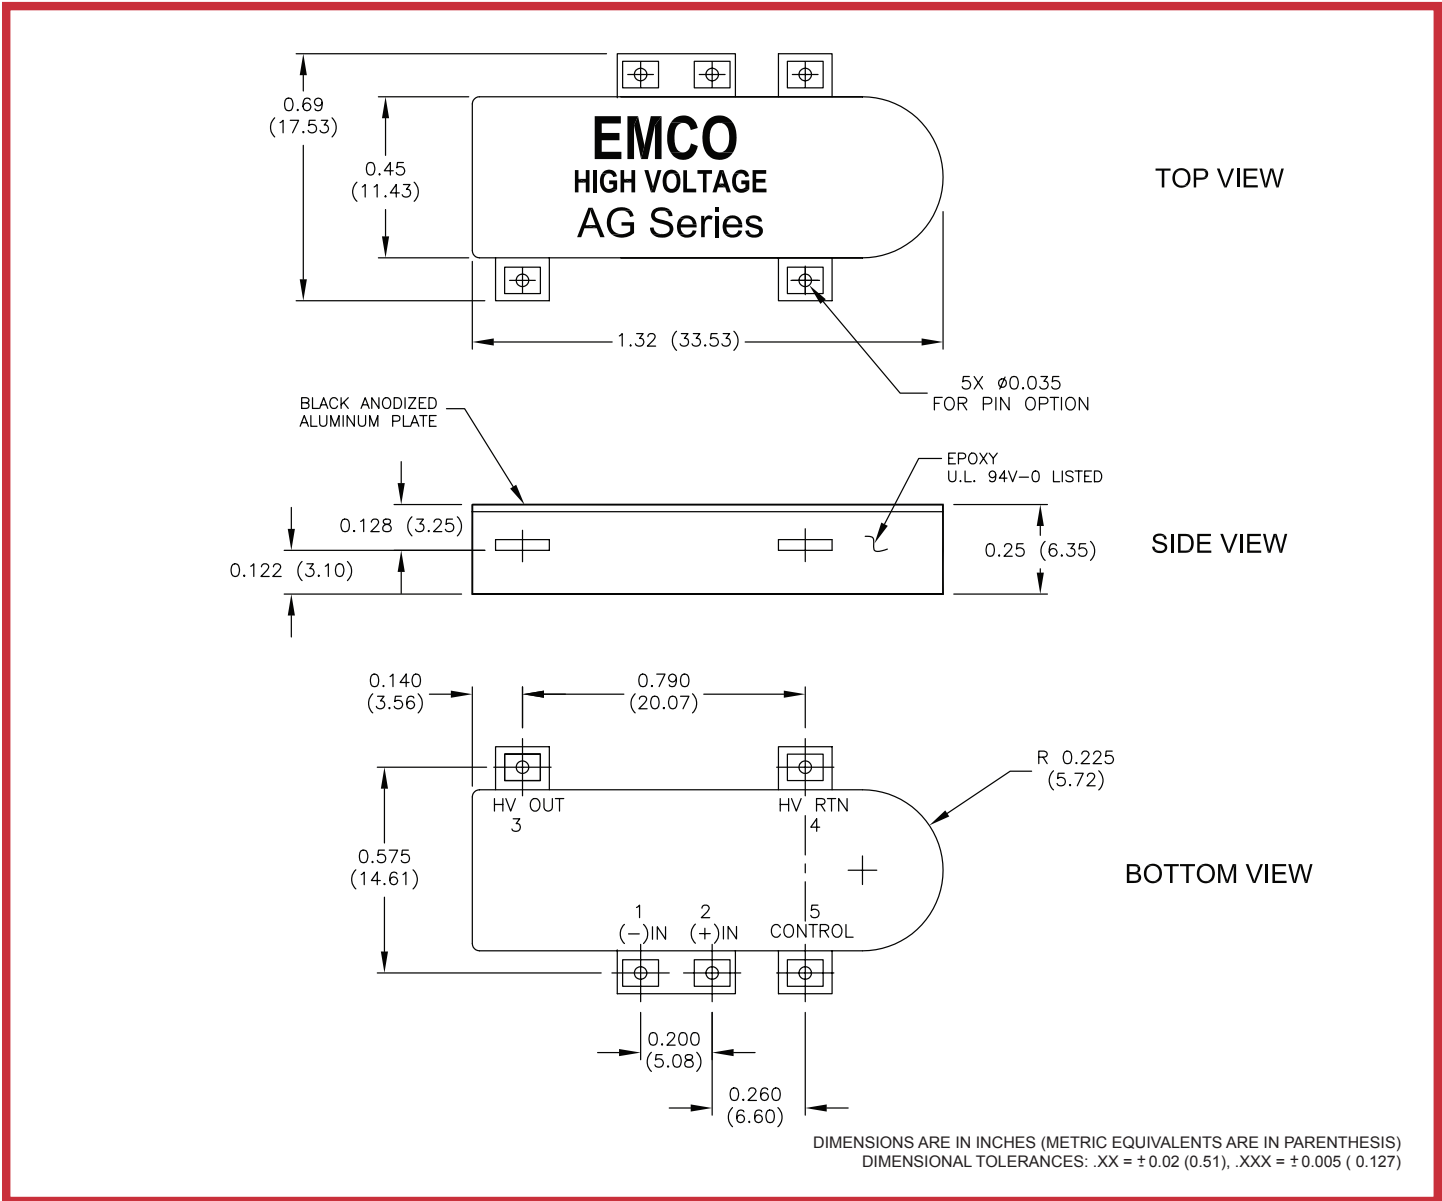 0.69
(17.53)
0.45
(11.43)
EMCO
HIGH VOLTAGE
AG Series
TOP VIEW
1.32 (33.53)
5X ø0.035
FOR PIN OPTION
BLACK ANODIZED
ALUMINUM PLATE
EPOXY
U.L. 94V-0 LISTED
0.128 (3.25)
0.122 (3.10)
0.25 (6.35)
SIDE VIEW
0.140
(3.56)
0.790
(20.07)
R 0.225
(5.72)
HV OUT
3
HV RTN
4
0.575
(14.61)
BOTTOM VIEW
1
(-)IN
2
(+)IN
5
CONTROL
0.200
(5.08)
0.260
(6.60)
DIMENSIONS ARE IN INCHES (METRIC EQUIVALENTS ARE IN PARENTHESIS)
DIMENSIONAL TOLERANCES: .XX = ± 0.02 (0.51), .XXX = ± 0.005 ( 0.127)